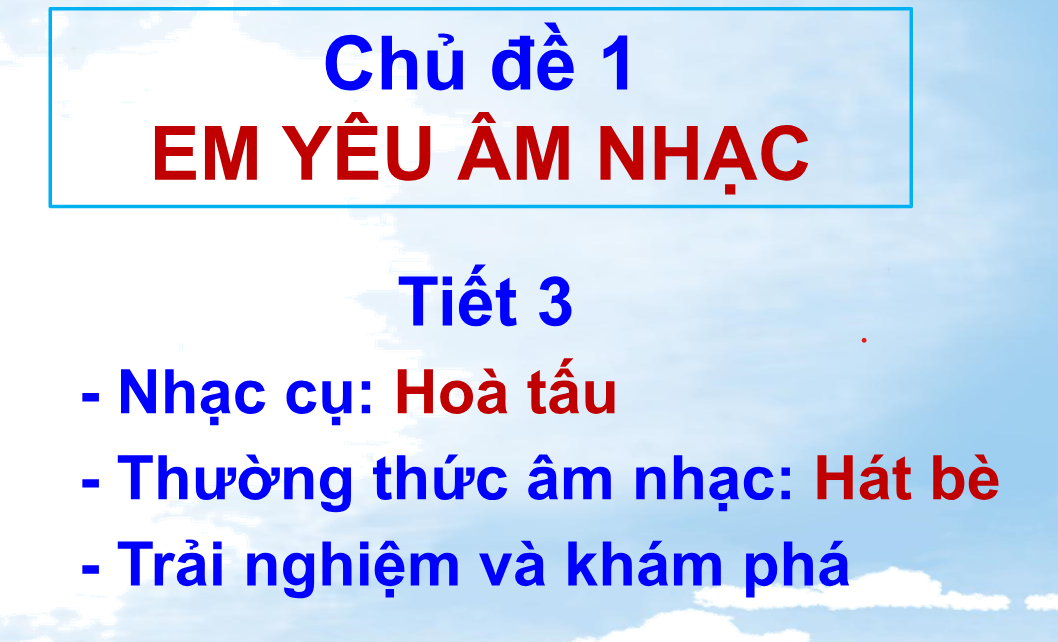 Chủ đề 1
EM YÊU ÂM NHẠC
Tiết 3
- Nhạc cụ: Hoà tấu
- Thường thức âm nhạc: Hát bè
- Trải nghiệm và khám phá